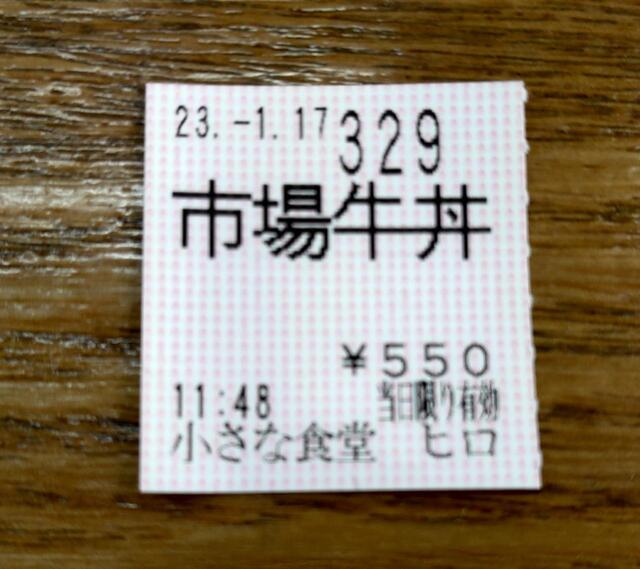 23.-1.17 329
市場牛丼
¥550
11:48 当日限り有効
小さな食堂 ヒロ